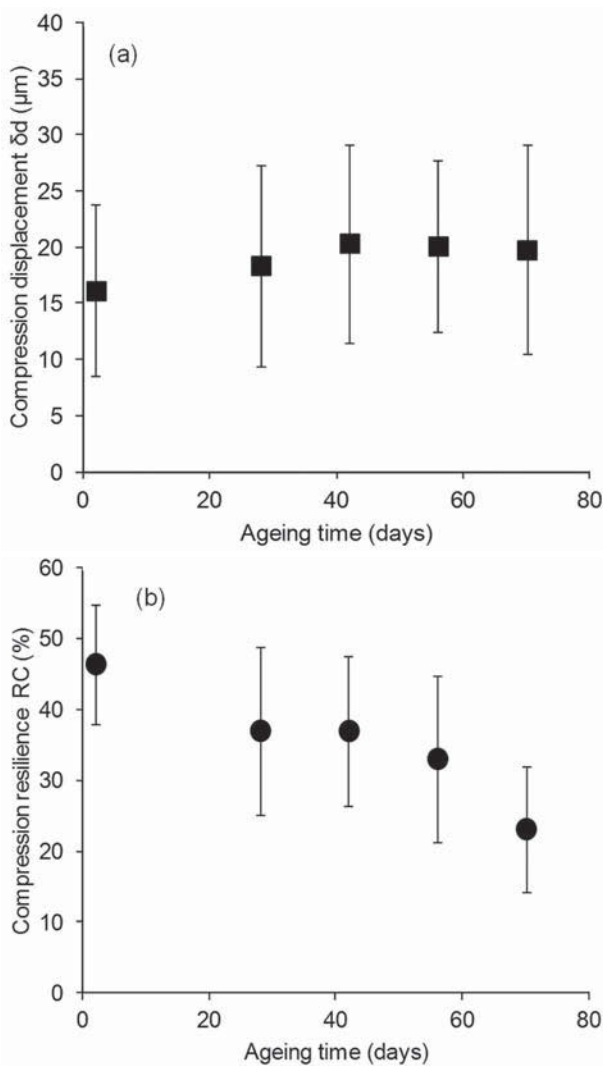 (a)
Compression displacement δd (μm)
40
35
30
25
20
15
10
5
0
0 20 40 60 80
Ageing time (days)
(b)
Compression resilience RC (%)
60
50
40
30
20
10
0
0 20 40 60 80
Ageing time (days)